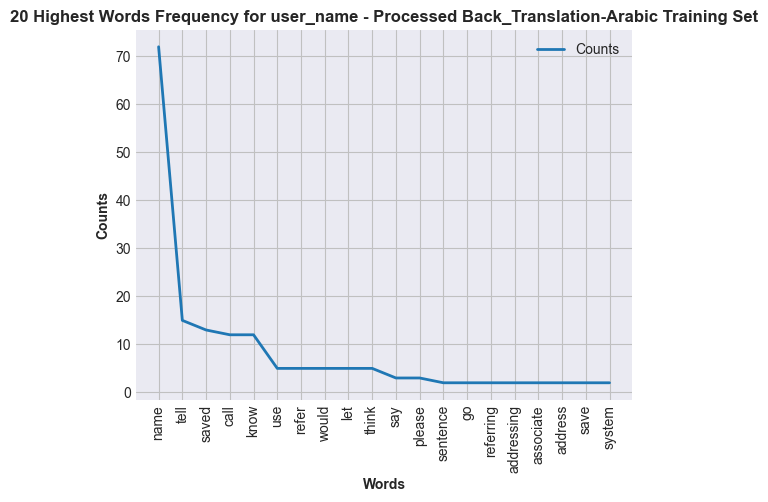 20 Highest Words Frequency for user_name - Processed Back_Translation-Arabic Training Set
Counts
70
60
50
40
30
20
10
0
Counts
name
tell
saved
call
know
use
refer
would
let
think
say
please
sentence
go
referring
addressing
associate
address
save
system
Words